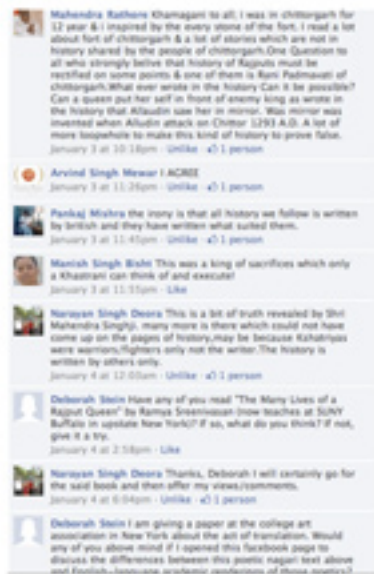 Mahendra Rathore Khamagani to all, i was in chittorgarh for
12 year & i inspired by the every stone of the fort. I read a lot
about fort of chittorgarh & a lot of stories which are not in
history shared by the people of chittorgarh.One Question to
all who strongly belive that history of Rajputs must be
rectified on some points & one of them is Rani Padmavati of
chittorgarh.What ever wrote in the history Can it be possible?
Can a queen put her self in front of enemy king as wrote in
the history that Allaudin saw her in mirror. Was mirror was
invented when Alludin attack on Chittor 1293 A.D. A lot of
more loopwhole to make this kind of history to prove false.
January 3 at 10:18pm · Unlike · 1 person
Arvind Singh Mewar I AGREE
January 3 at 11:26pm · Unlike · 1 person
Pankaj Mishra the irony is that all history we follow is written
by british and they have written what suited them.
January 3 at 11:45pm · Unlike · 1 person
Manish Singh Bisht This was a king of sacrifices which only
a Khastrani can think of and execute!
January 3 at 11:55pm · Like
Narayan Singh Deora This is a bit of truth revealed by Shri
Mahendra Singhji. many more is there which could not have
come up on the pages of history,may be because Kshatriyas
were warriors/fighters only not the writer.The history is
written by others only.
January 4 at 12:03am · Unlike · 1 person
Deborah Stein Have any of you read "The Many Lives of a
Rajput Queen" by Ramya Sreenivasan (now teaches at SUNY
Buffalo in upstate New York)? If so, what do you think? If not,
give it a try.
January 4 at 2:58pm · Like
Narayan Singh Deora Thanks, Deborah I will certainly go for
the said book and then offer my views/comments.
January 4 at 6:04pm · Unlike · 1 person
Deborah Stein I am giving a paper at the college art
association in New York about the act of translation. Would
any of you above mind if I opened this facebook page to
discuss the differences between this poetic nagari text above
and English-language academic renderings of those poetics?